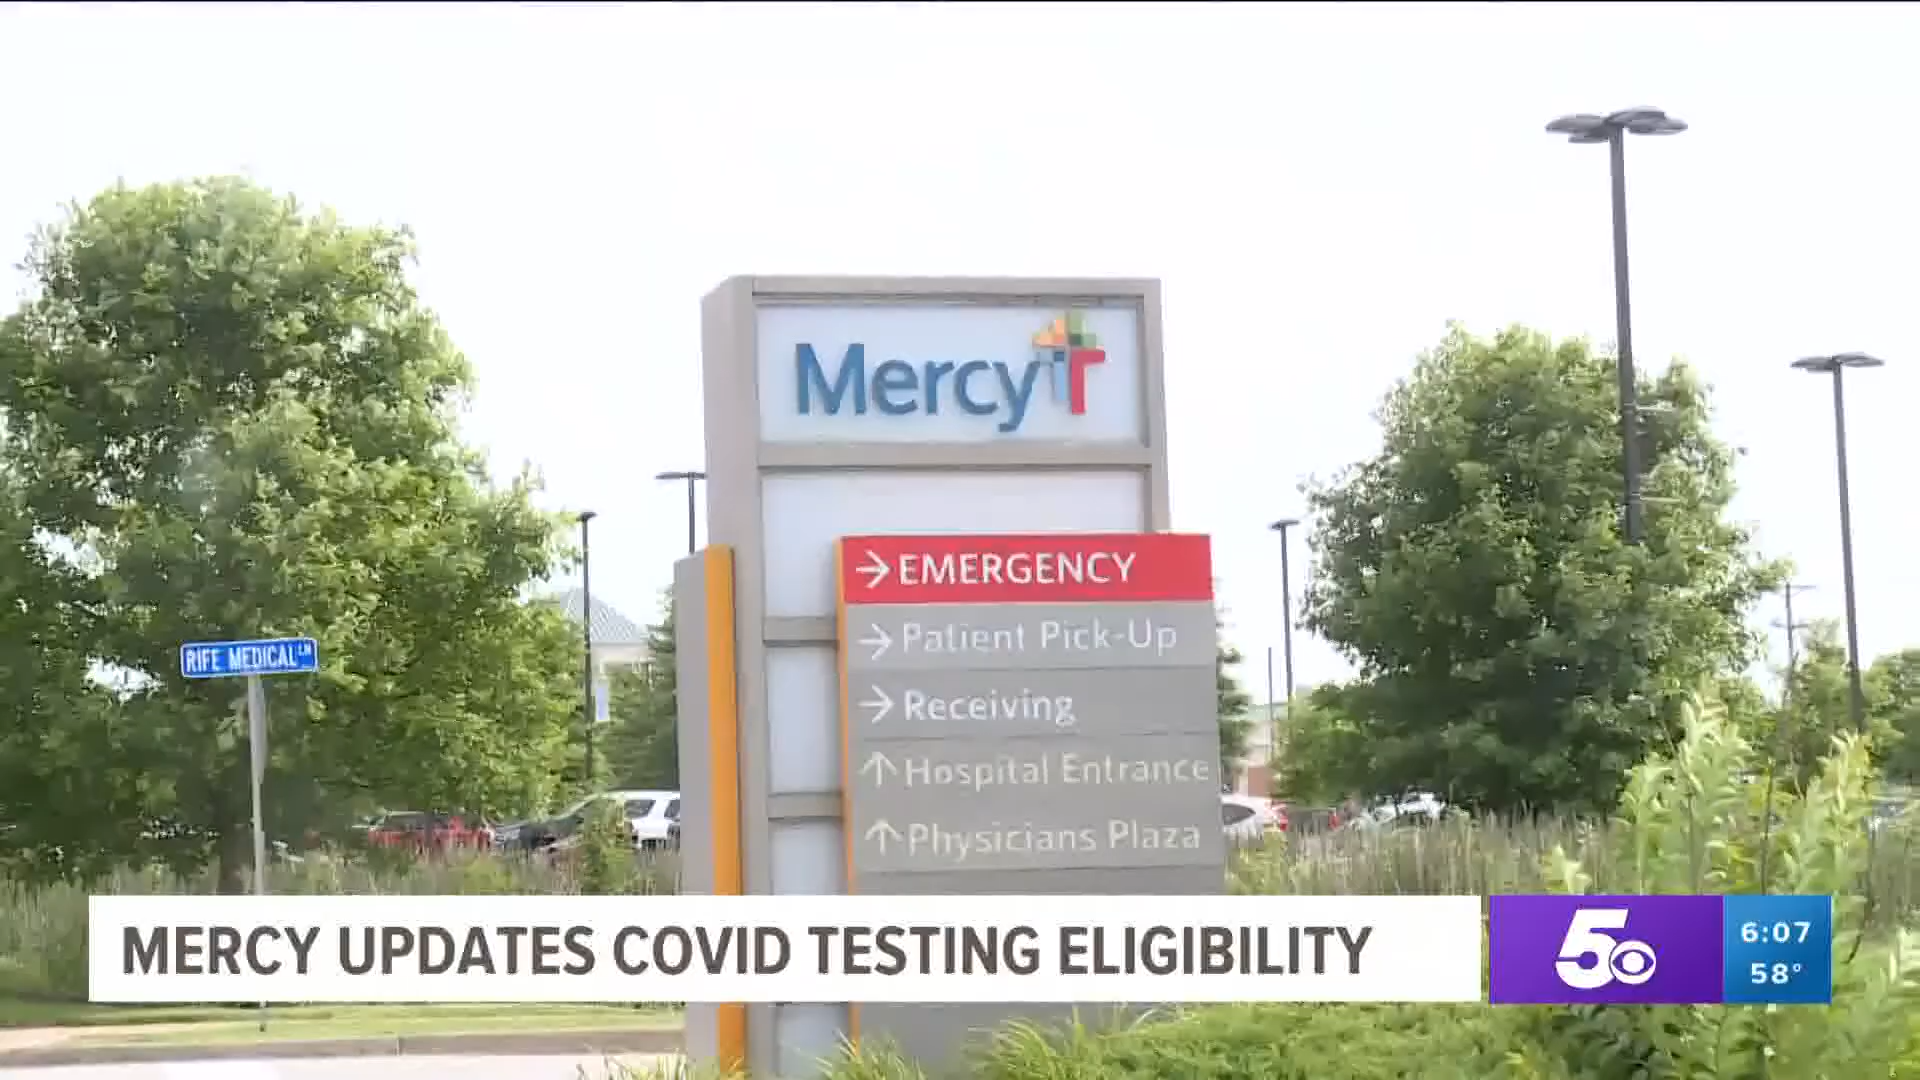 Mercy
→ EMERGENCY
→ Patient Pick-Up
→ Receiving
↑ Hospital Entrance
↑ Physicians Plaza
RIFE MEDICAL LN
MERCY UPDATES COVID TESTING ELIGIBILITY
5
6:07
58°